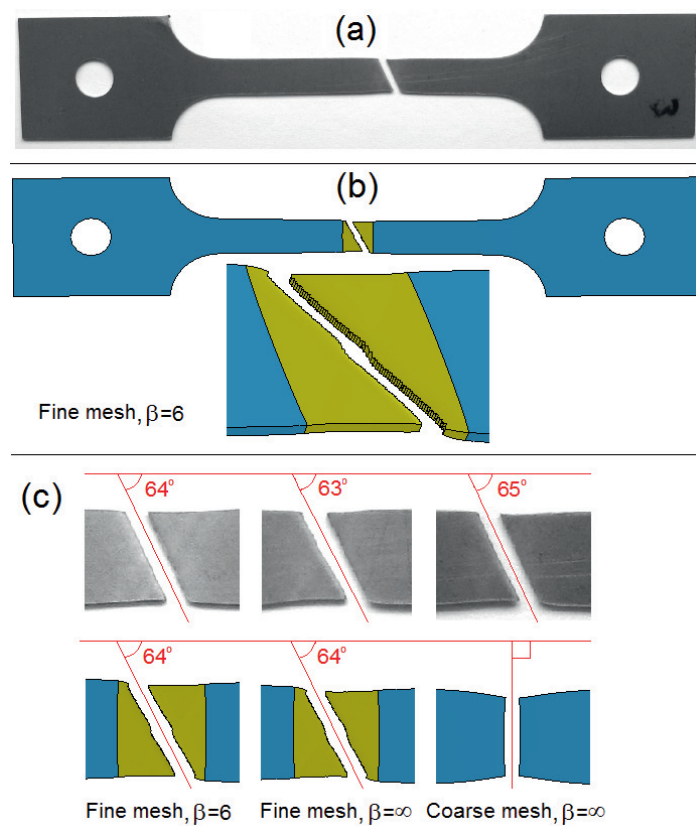 (a)
(b)
Fine mesh, β=6
(c)
64° 63° 65°
64° 64°
Fine mesh, β=6 Fine mesh, β=∞ Coarse mesh, β=∞